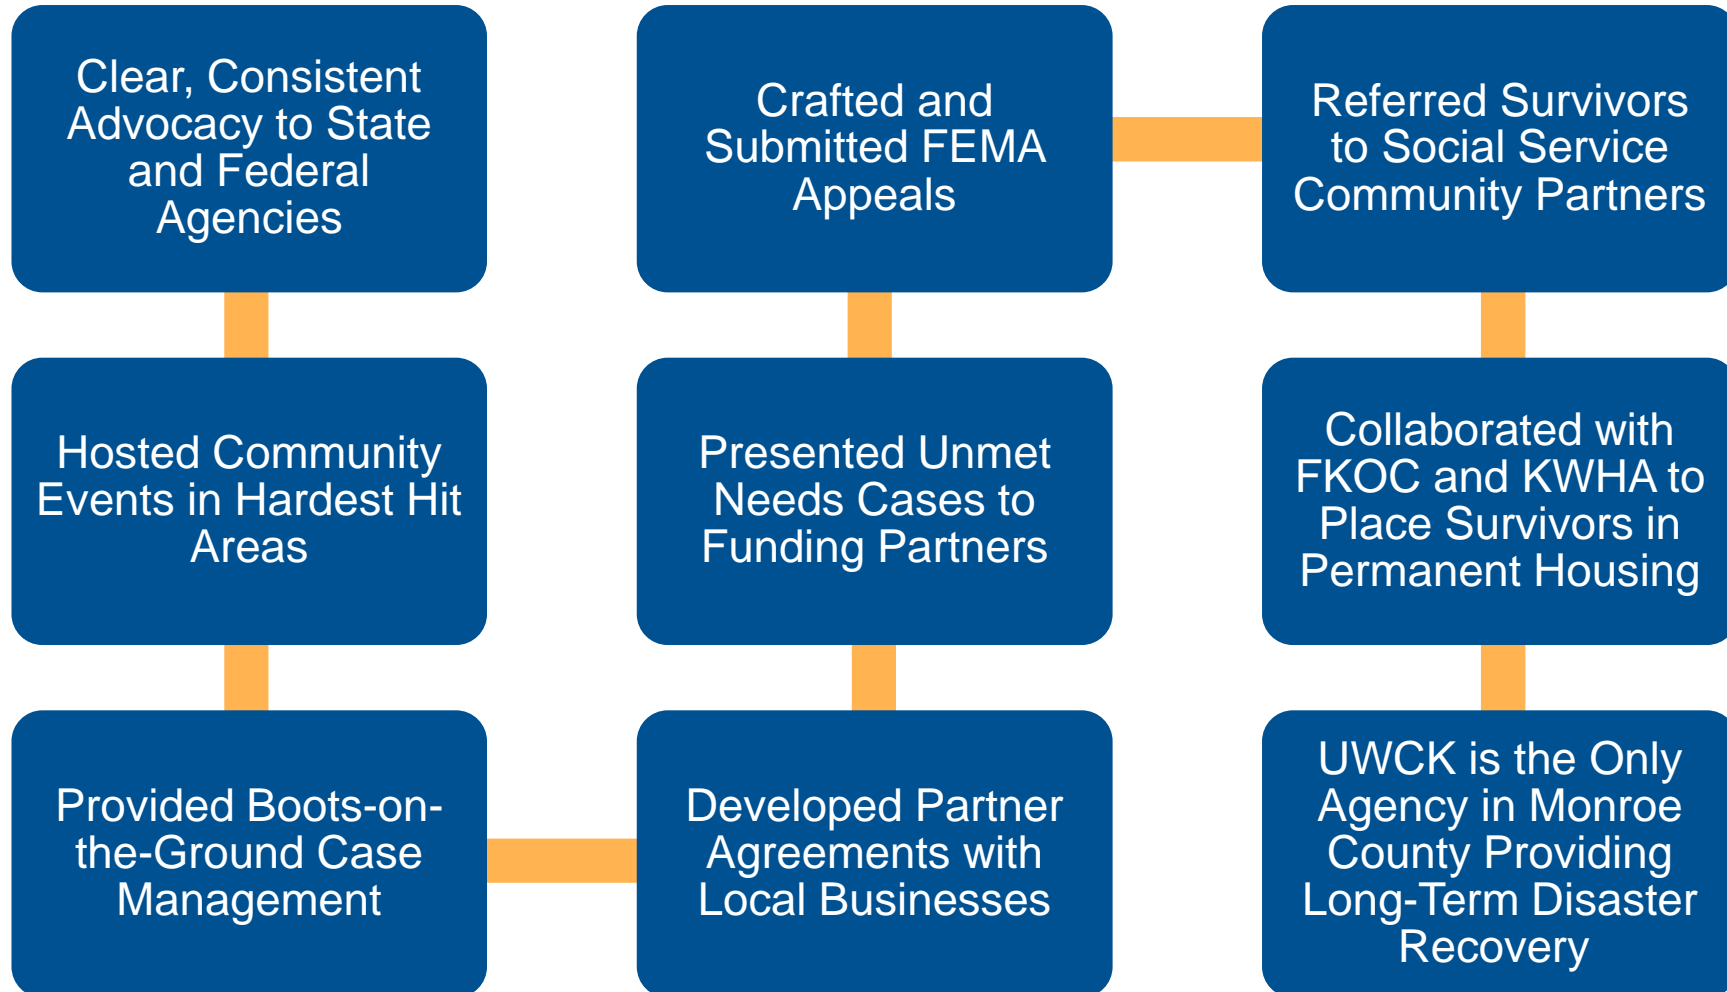 Clear, Consistent
Advocacy to State
and Federal
Agencies
Hosted Community
Events in Hardest Hit
Areas
Provided Boots-on-
the-Ground Case
Management
Developed Partner
Agreements with
Local Businesses
Presented Unmet
Needs Cases to
Funding Partners
Crafted and
Submitted FEMA
Appeals
Referred Survivors
to Social Service
Community Partners
Collaborated with
FKOC and KWHA to
Place Survivors in
Permanent Housing
UWCK is the Only
Agency in Monroe
County Providing
Long-Term Disaster
Recovery